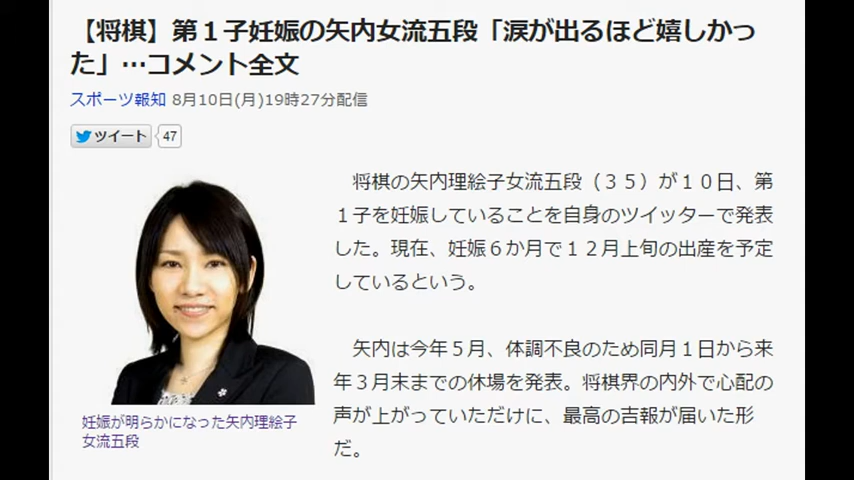 【将棋】第１子妊娠の矢内女流五段「涙が出るほど嬉しかっ
た」…コメント全文
スポーツ報知 8月10日(月)19時27分配信
ツイート 47
将棋の矢内理絵子女流五段（３５）が１０日、第
１子を妊娠していることを自身のツイッターで発表
した。現在、妊娠６か月で１２月上旬の出産を予定
しているという。
矢内は今年５月、体調不良のため同月１日から来
年３月末までの休場を発表。将棋界の内外で心配の
声が上がっていただけに、最高の吉報が届いた形
だ。
妊娠が明らかになった矢内理絵子
女流五段